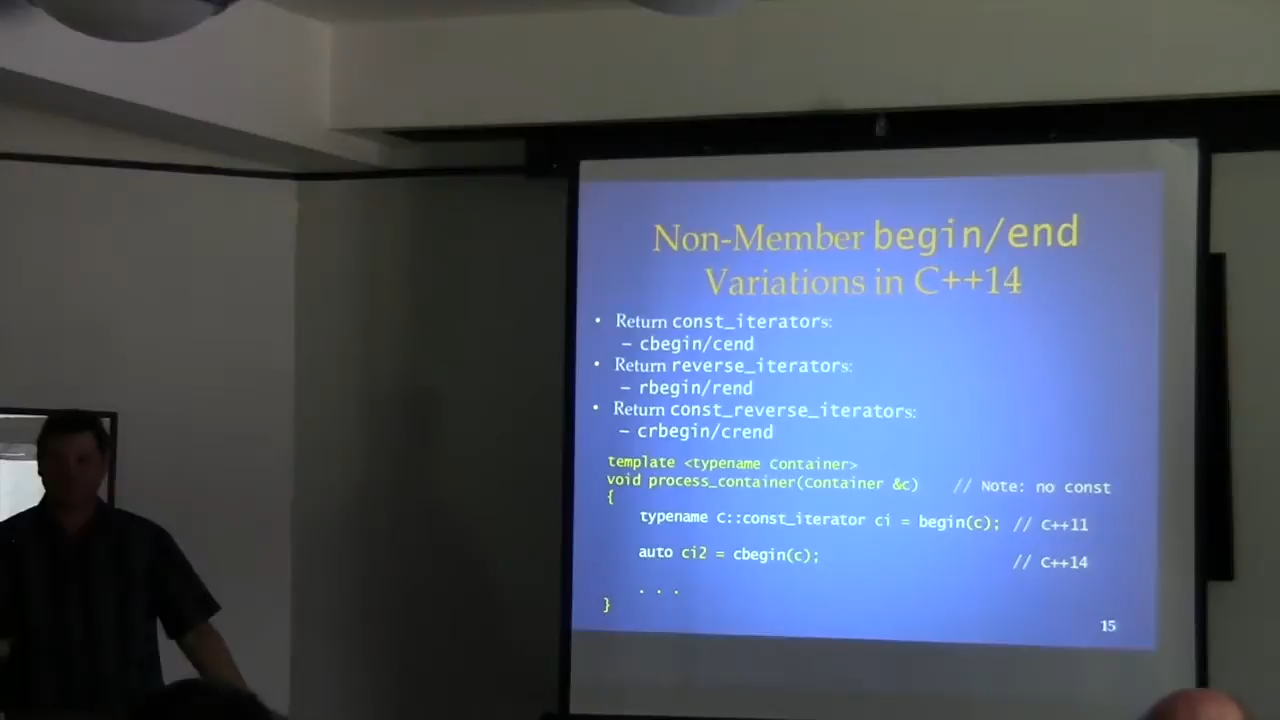 Non-Member begin/end
Variations in C++14
• Return const_iterators:
– cbegin/cend
• Return reverse_iterators:
– rbegin/rend
• Return const_reverse_iterators:
– crbegin/crend
template <typename Container>
void process_container(Container &c) // Note: no const
{
typename C::const_iterator ci = begin(c); // C++11
auto ci2 = cbegin(c); // C++14
. . .
}
15